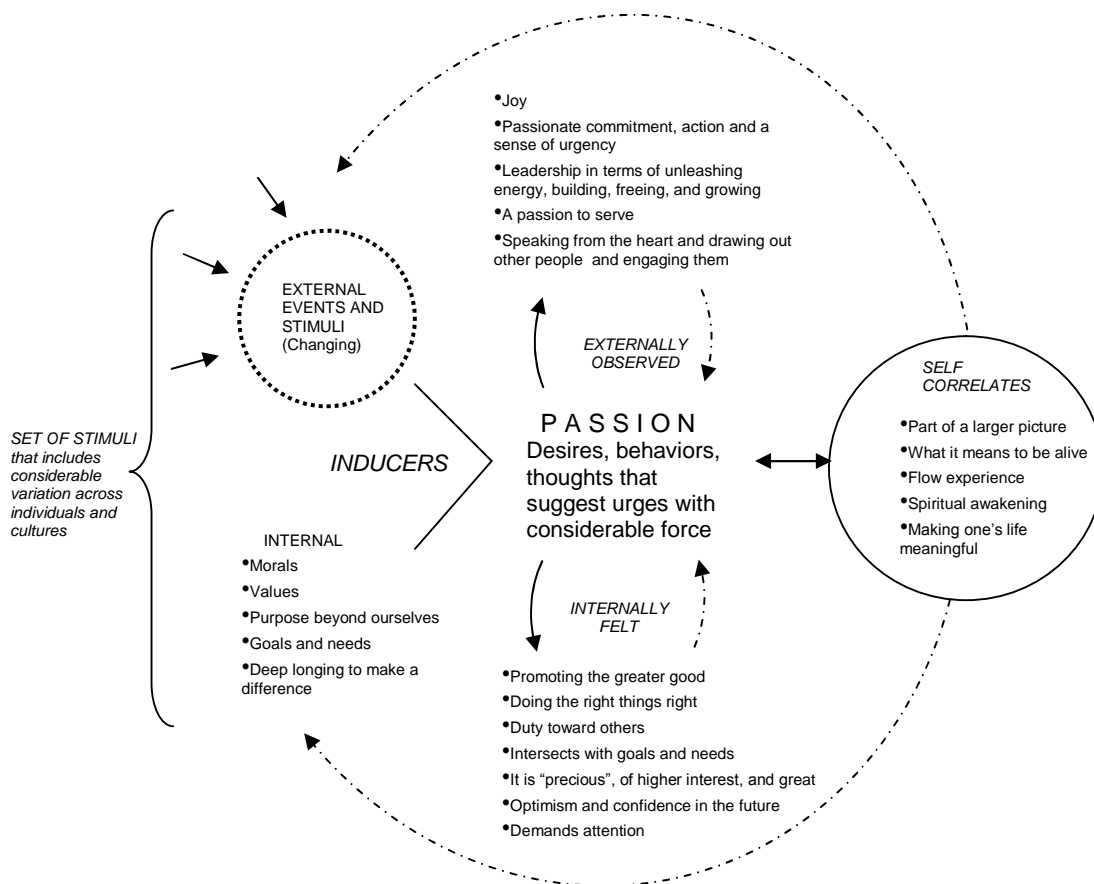 •Joy
•Passionate commitment, action and a
sense of urgency
•Leadership in terms of unleashing
energy, building, freeing, and growing
•A passion to serve
•Speaking from the heart and drawing out
other people and engaging them
EXTERNAL
EVENTS AND
STIMULI
(Changing)
EXTERNALLY
OBSERVED
SELF
CORRELATES
•Part of a larger picture
•What it means to be alive
•Flow experience
•Spiritual awakening
•Making one's life
meaningful
SET OF STIMULI
that includes
considerable
variation across
individuals and
cultures
INDUCERS
PASSION
Desires, behaviors,
thoughts that
suggest urges with
considerable force
INTERNAL
•Morals
•Values
•Purpose beyond ourselves
•Goals and needs
•Deep longing to make a
difference
INTERNALLY
FELT
•Promoting the greater good
•Doing the right things right
•Duty toward others
•Intersects with goals and needs
•It is “precious”, of higher interest, and great
•Optimism and confidence in the future
•Demands attention